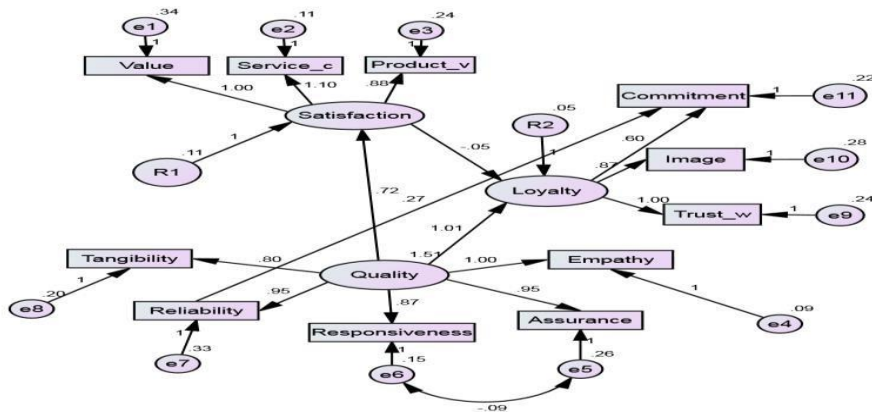 .34
e1
1
.11
e2
1
.24
e3
1
Value
Service_c
Product_v
1.00
1.10
.88
Satisfaction
.11
R1
1
.05
R2
1
-.05
Commitment
1
.22
e11
.60
.87
Image
1
.28
e10
Loyalty
1.00
Trust_w
1
.24
e9
.72
.27
1.01
1.51
Quality
Tangibility
.80
1.00
Empathy
.20
e8
1
Reliability
.95
.87
.95
1
.09
e4
Responsiveness
Assurance
1
.33
e7
1
.15
e6
1
.26
e5
-.09